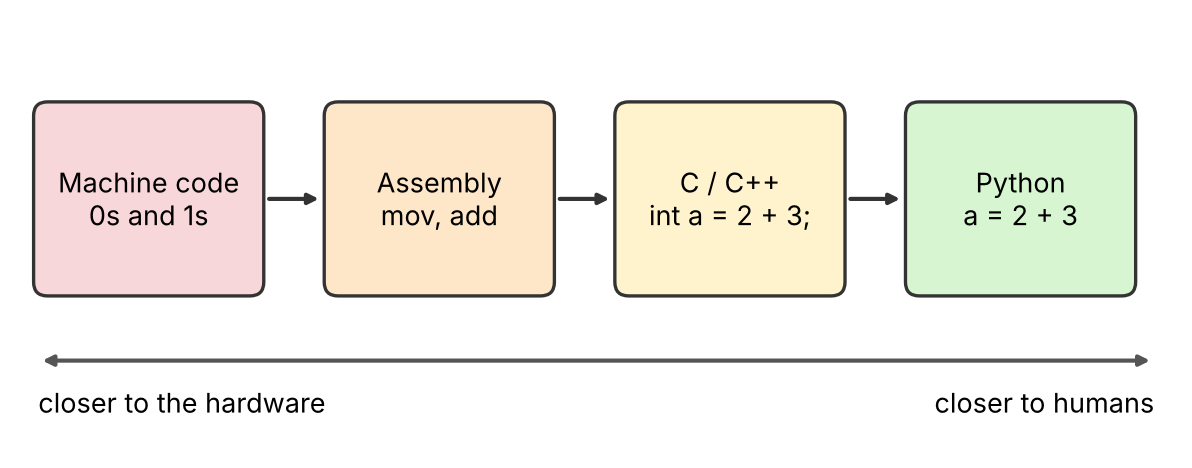 Machine code
0s and 1s
Assembly
mov, add
C / C++
int a = 2 + 3;
Python
a = 2 + 3
closer to the hardware
closer to humans